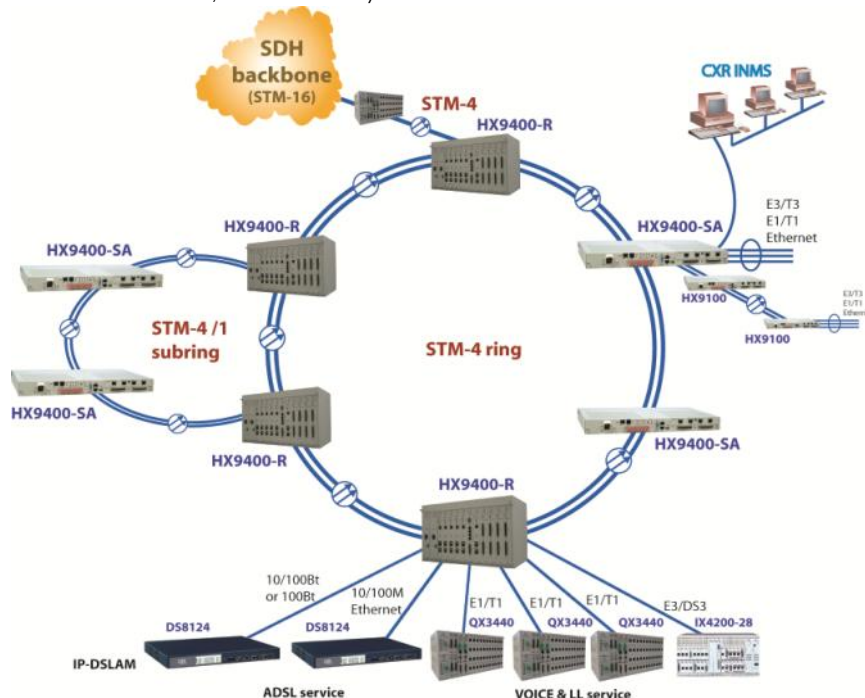 SDH
backbone
(STM-16)
STM-4
CXR INMS
HX9400-R
HX9400-R
HX9400-SA
E3/T3
E1/T1
Ethernet
HX9400-SA
HX9100
E3/T3
E1/T1
HX9100
STM-4 /1
subring
STM-4 ring
HX9400-SA
HX9400-R
HX9400-SA
HX9400-R
10/100Bt
or 100Bt
10/100M
Ethernet
E1/T1
E1/T1
E1/T1
E3/DS3
DS8124
DS8124
QX3440
QX3440
QX3440
IX4200-28
IP-DSLAM
ADSL service
VOICE & LL service